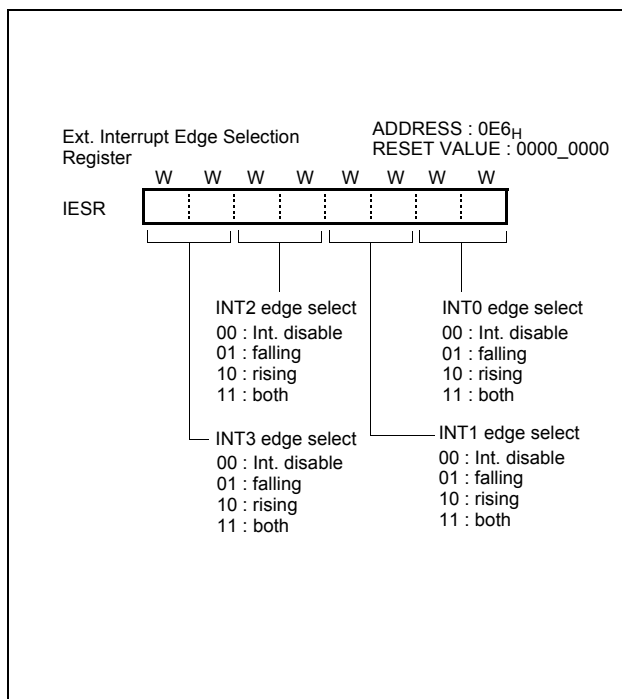 Ext. Interrupt Edge Selection
Register
ADDRESS : 0E6H
RESET VALUE : 0000_0000
W W W W W W W W
IESR
INT2 edge select
00 : Int. disable
01 : falling
10 : rising
11 : both
INT0 edge select
00 : Int. disable
01 : falling
10 : rising
11 : both
INT3 edge select
00 : Int. disable
01 : falling
10 : rising
11 : both
INT1 edge select
00 : Int. disable
01 : falling
10 : rising
11 : both